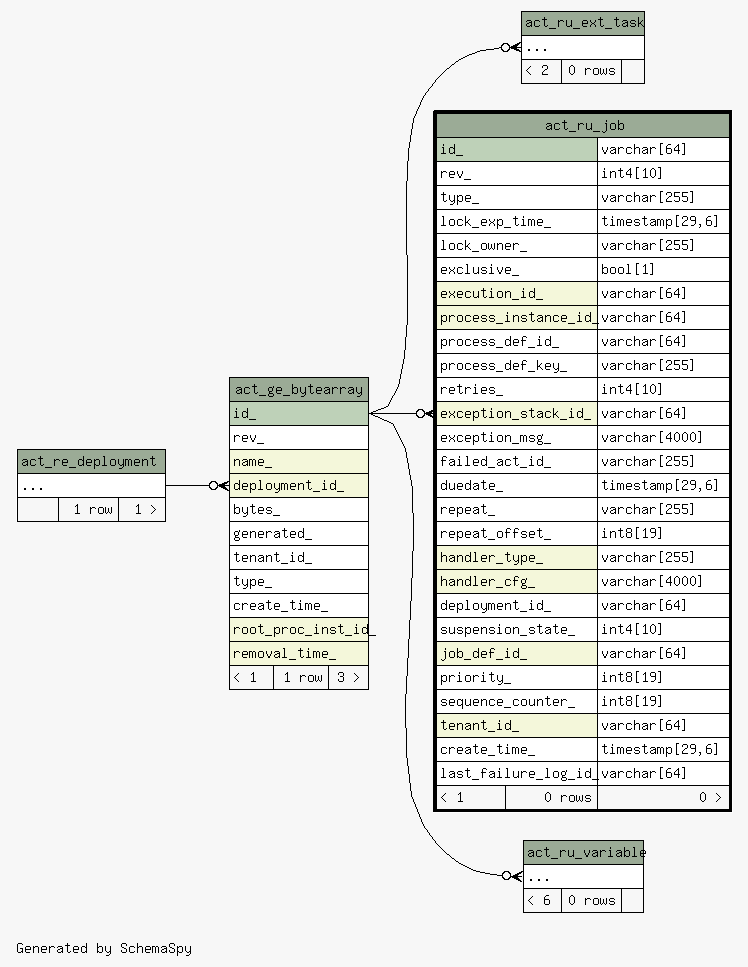 act_ru_ext_task
...
< 2 0 rows
act_ru_job
id_ varchar[64]
rev_ int4[10]
type_ varchar[255]
lock_exp_time_ timestamp[29,6]
lock_owner_ varchar[255]
exclusive_ bool[1]
execution_id_ varchar[64]
process_instance_id_ varchar[64]
process_def_id_ varchar[64]
process_def_key_ varchar[255]
retries_ int4[10]
exception_stack_id_ varchar[64]
exception_msg_ varchar[4000]
failed_act_id_ varchar[255]
duedate_ timestamp[29,6]
repeat_ varchar[255]
repeat_offset_ int8[19]
handler_type_ varchar[255]
handler_cfg_ varchar[4000]
deployment_id_ varchar[64]
suspension_state_ int4[10]
job_def_id_ varchar[64]
priority_ int8[19]
sequence_counter_ int8[19]
tenant_id_ varchar[64]
create_time_ timestamp[29,6]
last_failure_log_id_ varchar[64]
< 1 0 rows 0 >
act_ge_bytearray
id_
rev_
name_
deployment_id_
bytes_
generated_
tenant_id_
type_
create_time_
root_proc_inst_id_
removal_time_
< 1 1 row 3 >
act_re_deployment
...
1 row 1 >
act_ru_variable
...
< 6 0 rows
Generated by SchemaSpy